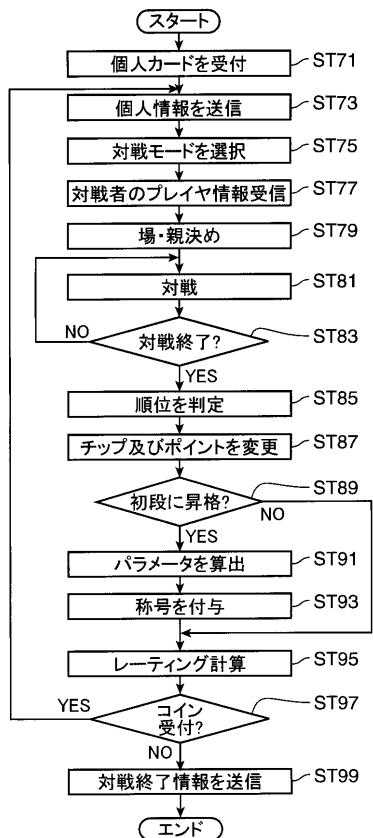 スタート
個人カードを受付 ST71
個人情報を送信 ST73
対戦モードを選択 ST75
対戦者のプレイヤ情報受信 ST77
場・親決め ST79
対戦 ST81
対戦終了? ST83
NO
YES
順位を判定 ST85
チップ及びポイントを変更 ST87
初段に昇格? ST89
NO
YES
パラメータを算出 ST91
称号を付与 ST93
レーティング計算 ST95
コイン
受付? ST97
YES
NO
対戦終了情報を送信 ST99
エンド